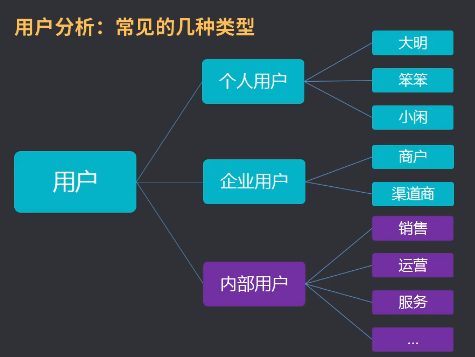 用户分析：常见的几种类型
用户
个人用户
大明
笨笨
小闲
企业用户
商户
渠道商
内部用户
销售
运营
服务
...